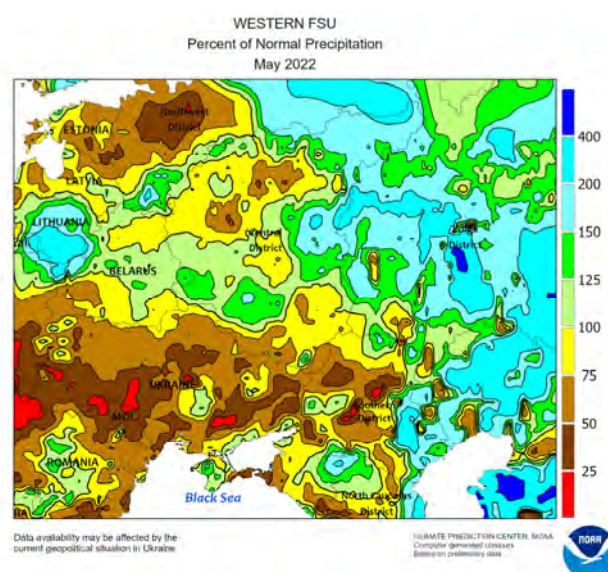 WESTERN FSU
Percent of Normal Precipitation
May 2022
ESTONIA
Northwest
District
LATVIA
LITHUANIA
Central
District
District
BELARUS
UKRAINE
MOL
Southern
District
ROMANIA
Black Sea
North Caucasus
District
400
200
150
125
100
75
50
25
Data availability may be affected by the
current geopolitical situation in Ukraine
CLIMATE PREDICTION CENTER, NOAA
Computer generated contours
Based on preliminary data
NOAA